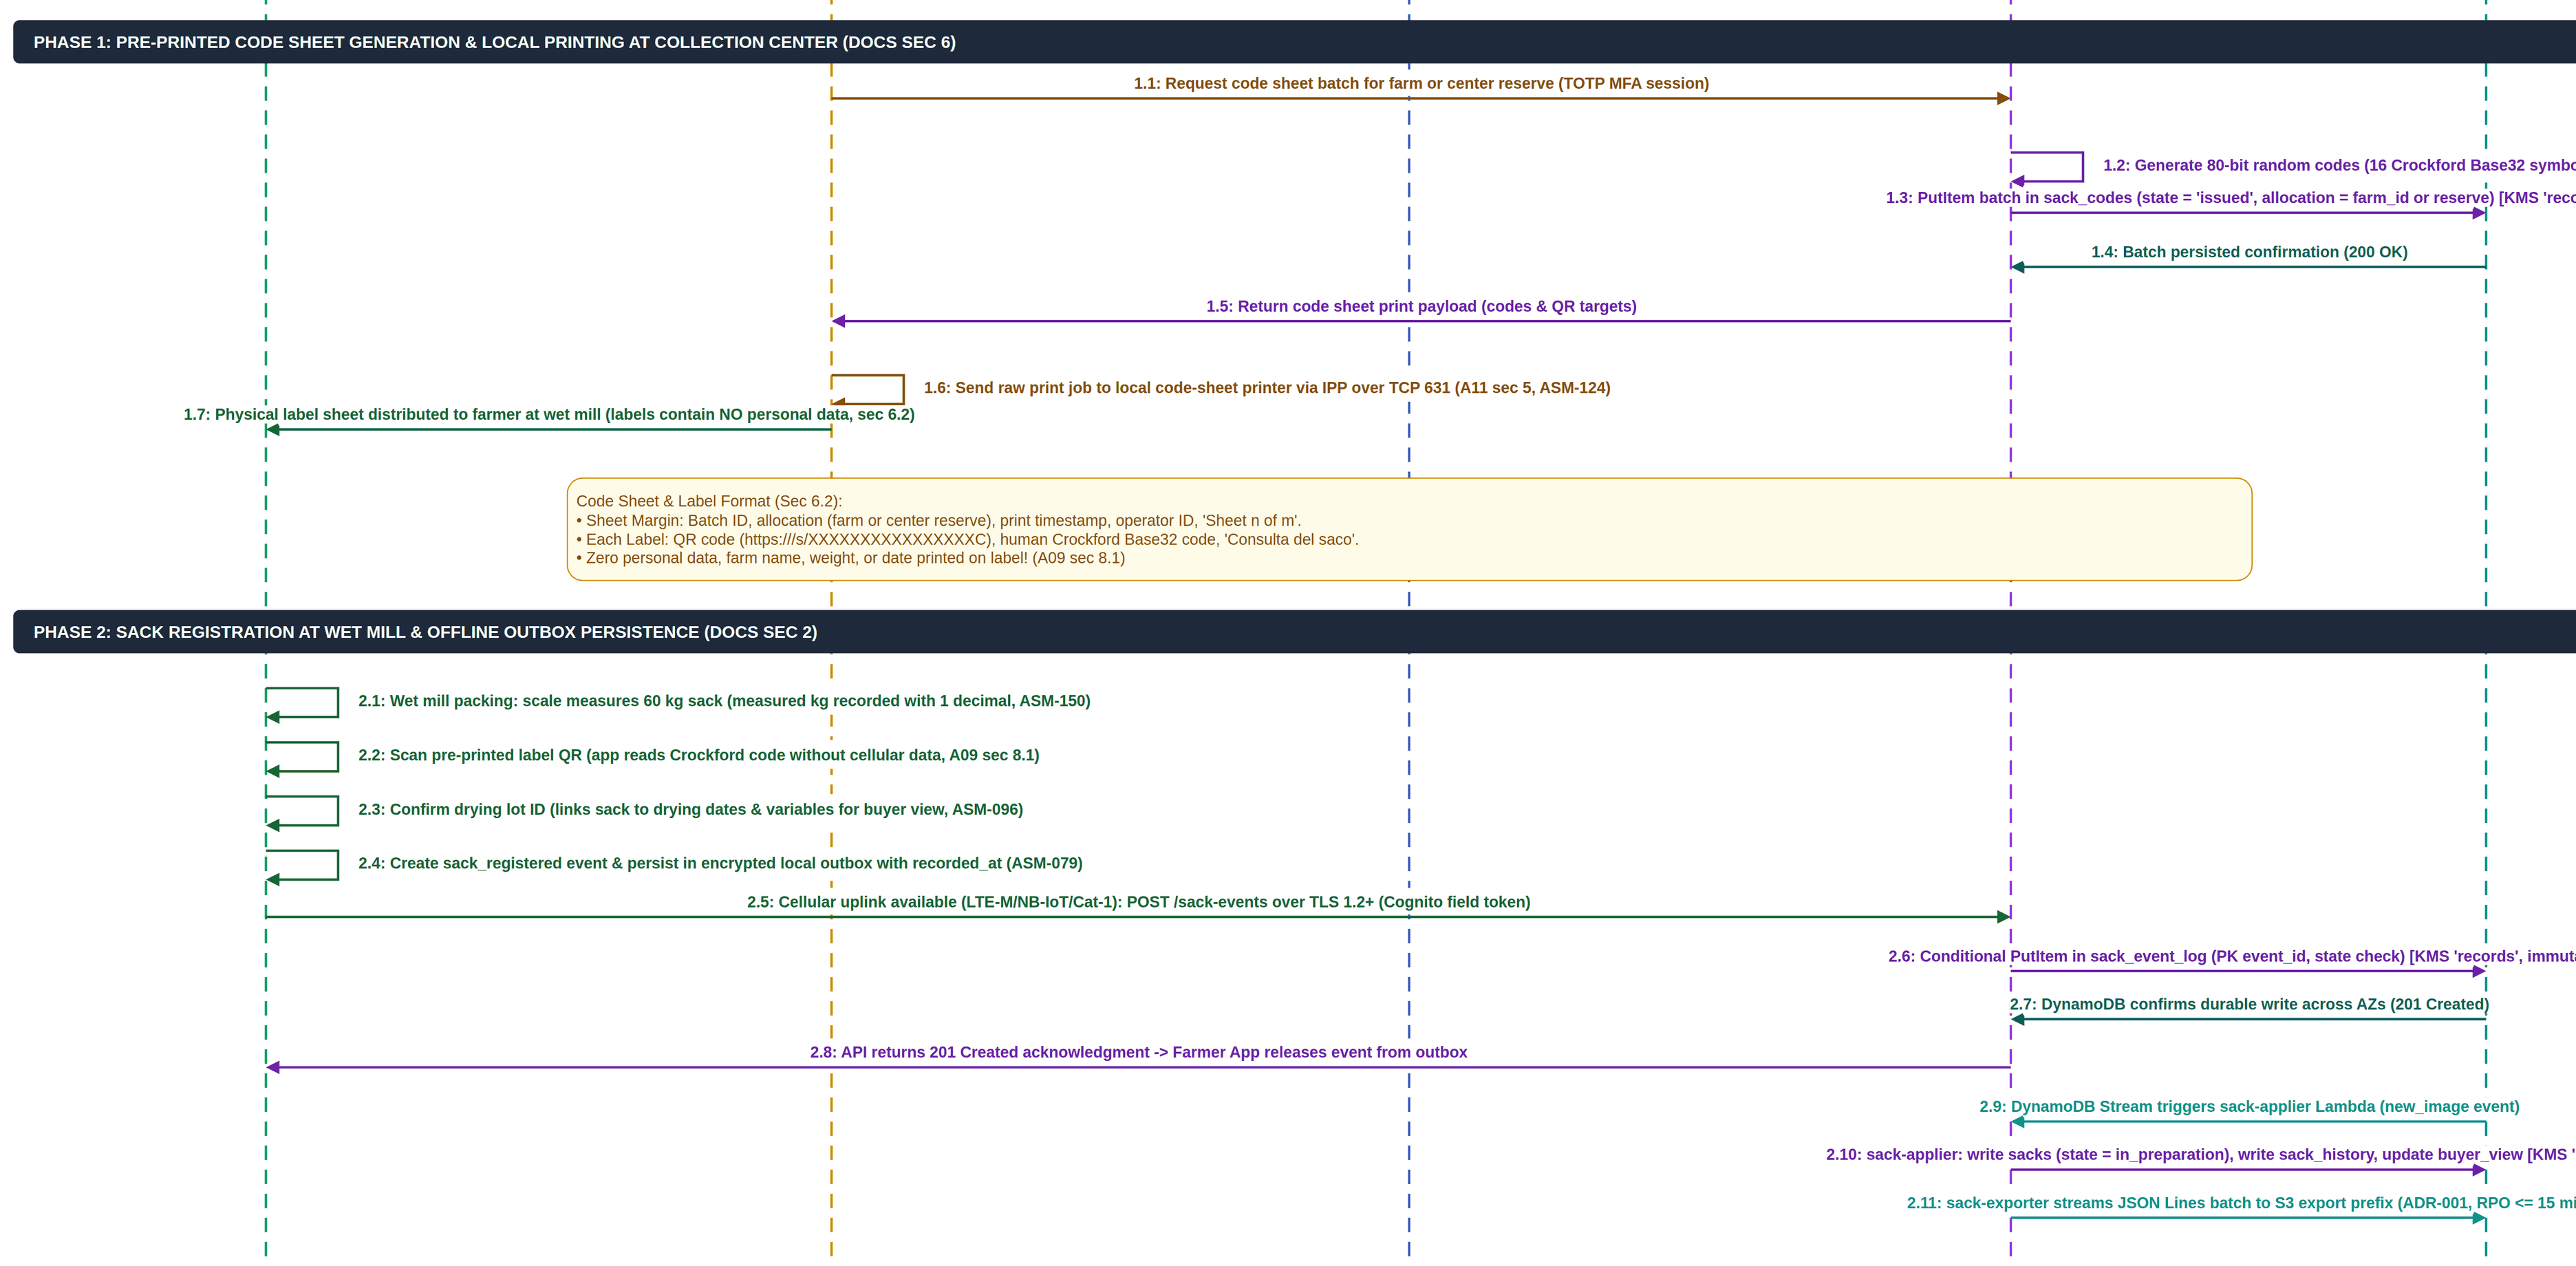 PHASE 1: PRE-PRINTED CODE SHEET GENERATION & LOCAL PRINTING AT COLLECTION CENTER (DOCS SEC 6)
1.1: Request code sheet batch for farm or center reserve (TOTP MFA session)
1.2: Generate 80-bit random codes (16 Crockford Base32 symbo
1.3: PutItem batch in sack_codes (state = 'issued', allocation = farm_id or reserve) [KMS 'reco
1.4: Batch persisted confirmation (200 OK)
1.5: Return code sheet print payload (codes & QR targets)
1.6: Send raw print job to local code-sheet printer via IPP over TCP 631 (A11 sec 5, ASM-124)
1.7: Physical label sheet distributed to farmer at wet mill (labels contain NO personal data, sec 6.2)
Code Sheet & Label Format (Sec 6.2):
• Sheet Margin: Batch ID, allocation (farm or center reserve), print timestamp, operator ID, 'Sheet n of m'.
• Each Label: QR code (https:///s/XXXXXXXXXXXXXXXXC), human Crockford Base32 code, 'Consulta del saco'.
• Zero personal data, farm name, weight, or date printed on label! (A09 sec 8.1)
PHASE 2: SACK REGISTRATION AT WET MILL & OFFLINE OUTBOX PERSISTENCE (DOCS SEC 2)
2.1: Wet mill packing: scale measures 60 kg sack (measured kg recorded with 1 decimal, ASM-150)
2.2: Scan pre-printed label QR (app reads Crockford code without cellular data, A09 sec 8.1)
2.3: Confirm drying lot ID (links sack to drying dates & variables for buyer view, ASM-096)
2.4: Create sack_registered event & persist in encrypted local outbox with recorded_at (ASM-079)
2.5: Cellular uplink available (LTE-M/NB-IoT/Cat-1): POST /sack-events over TLS 1.2+ (Cognito field token)
2.6: Conditional PutItem in sack_event_log (PK event_id, state check) [KMS 'records', immuta
2.7: DynamoDB confirms durable write across AZs (201 Created)
2.8: API returns 201 Created acknowledgment -> Farmer App releases event from outbox
2.9: DynamoDB Stream triggers sack-applier Lambda (new_image event)
2.10: sack-applier: write sacks (state = in_preparation), write sack_history, update buyer_view [KMS '
2.11: sack-exporter streams JSON Lines batch to S3 export prefix (ADR-001, RPO <= 15 mi